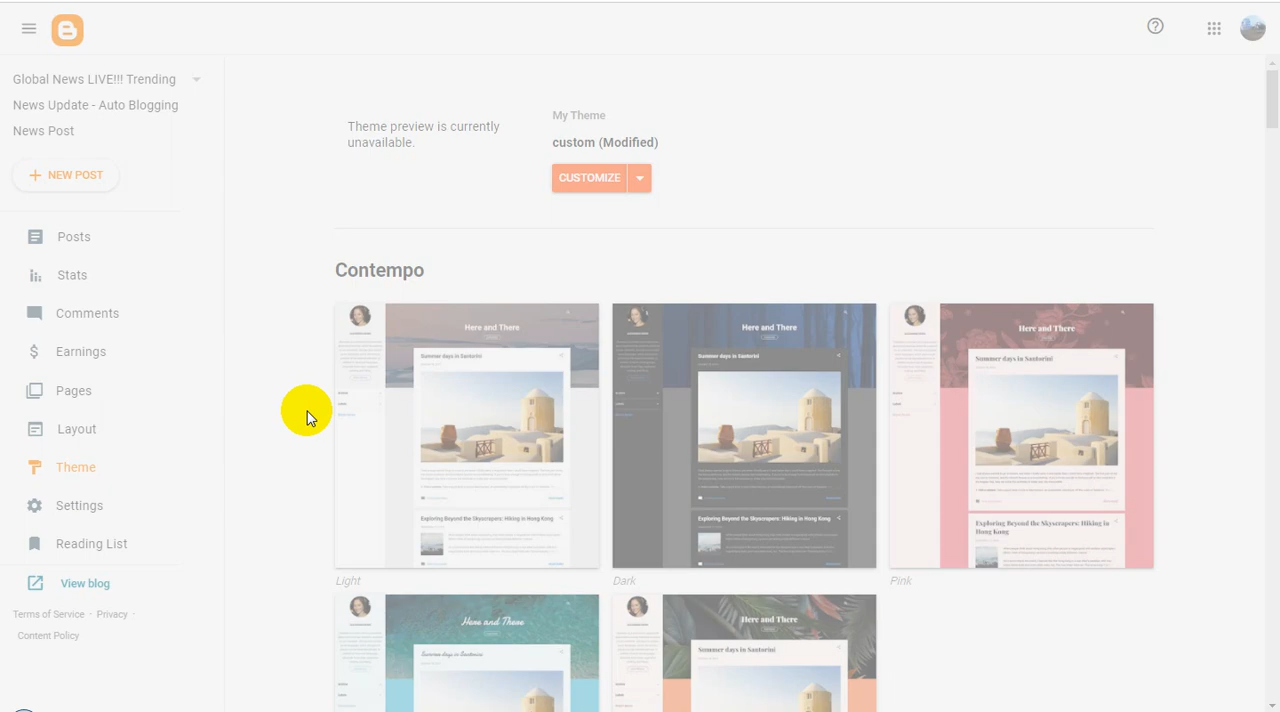 Global News LIVE!!! Trending
News Update - Auto Blogging
News Post
NEW POST
Posts
Stats
Comments
Earnings
Pages
Layout
Theme
Settings
Reading List
View blog
Terms of Service · Privacy ·
Content Policy
Theme preview is currently
unavailable.
My Theme
custom (Modified)
CUSTOMIZE
Contempo
Here and There
Summer days in Santorini
Exploring Beyond the Skyscrapers: Hiking in Hong Kong
Light
Here and There
Summer days in Santorini
Exploring Beyond the Skyscrapers: Hiking in Hong Kong
Dark
Here and There
Summer days in Santorini
Exploring Beyond the Skyscrapers: Hiking in
Hong Kong
Pink
Here and There
Summer days in Santorini
Here and There
Summer days in Santorini